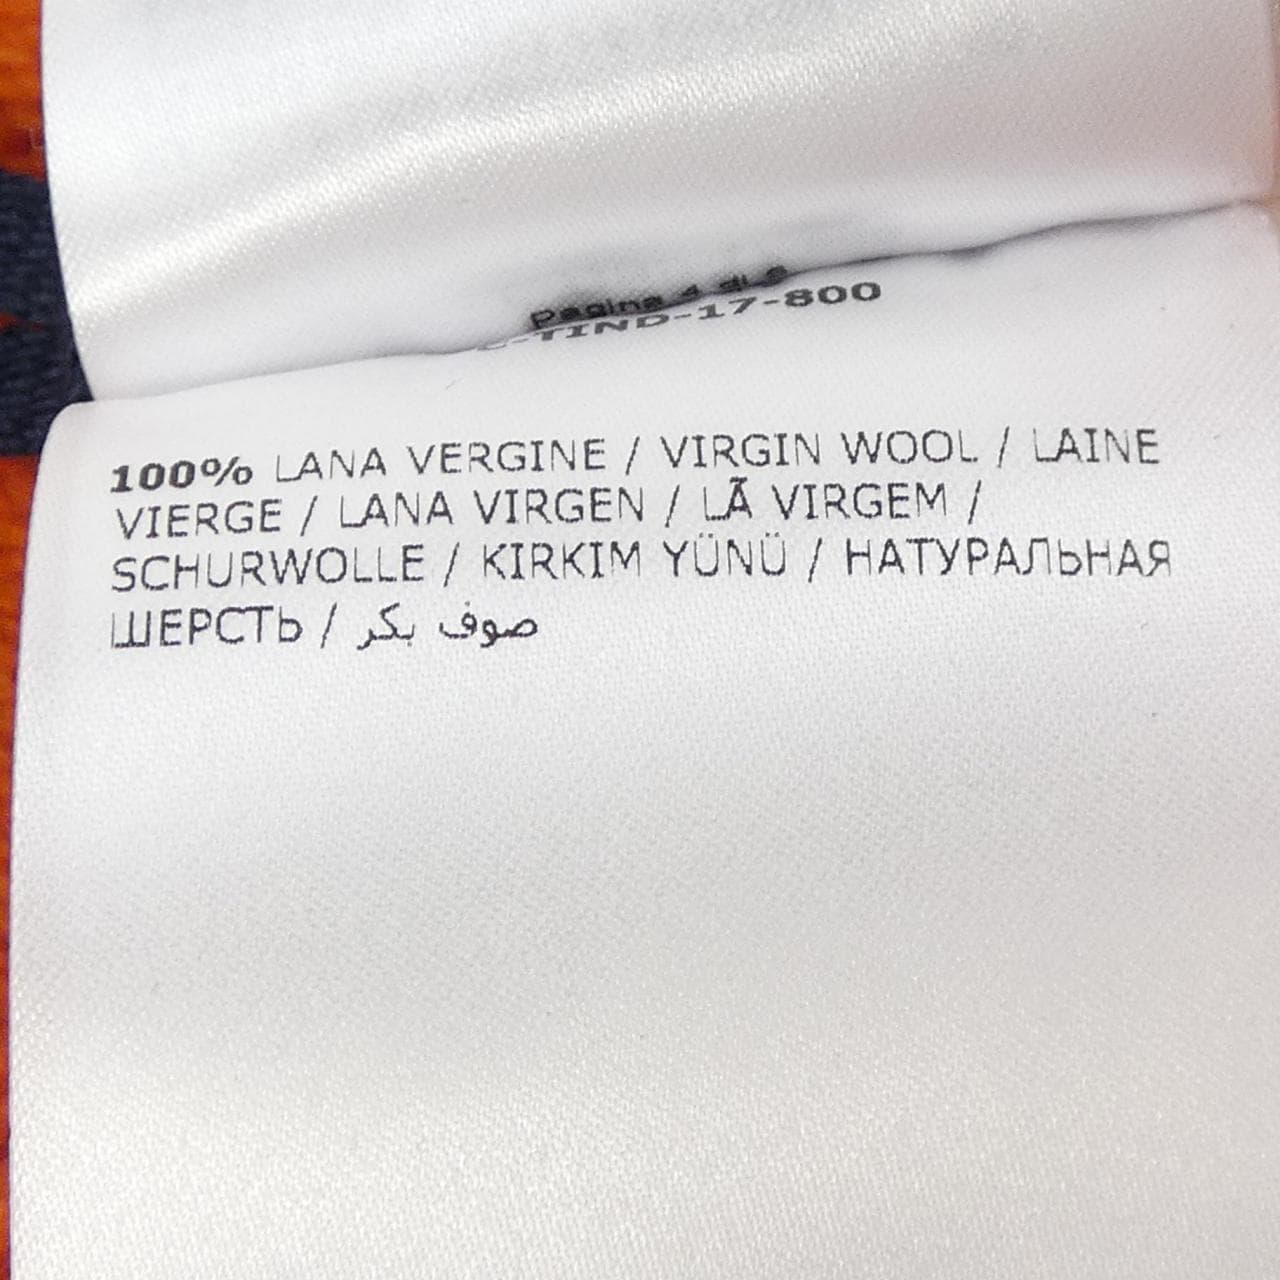 Pagina 4 di
-TIND-17-800
100% LANA VERGINE / VIRGIN WOOL / LAINE
VIERGE / LANA VIRGEN / LÃ VIRGEM /
SCHURWOLLE / KIRKIM YÜNÜ / НАТУРАЛЬНАЯ
ШЕРСТЬ / صوف بكر